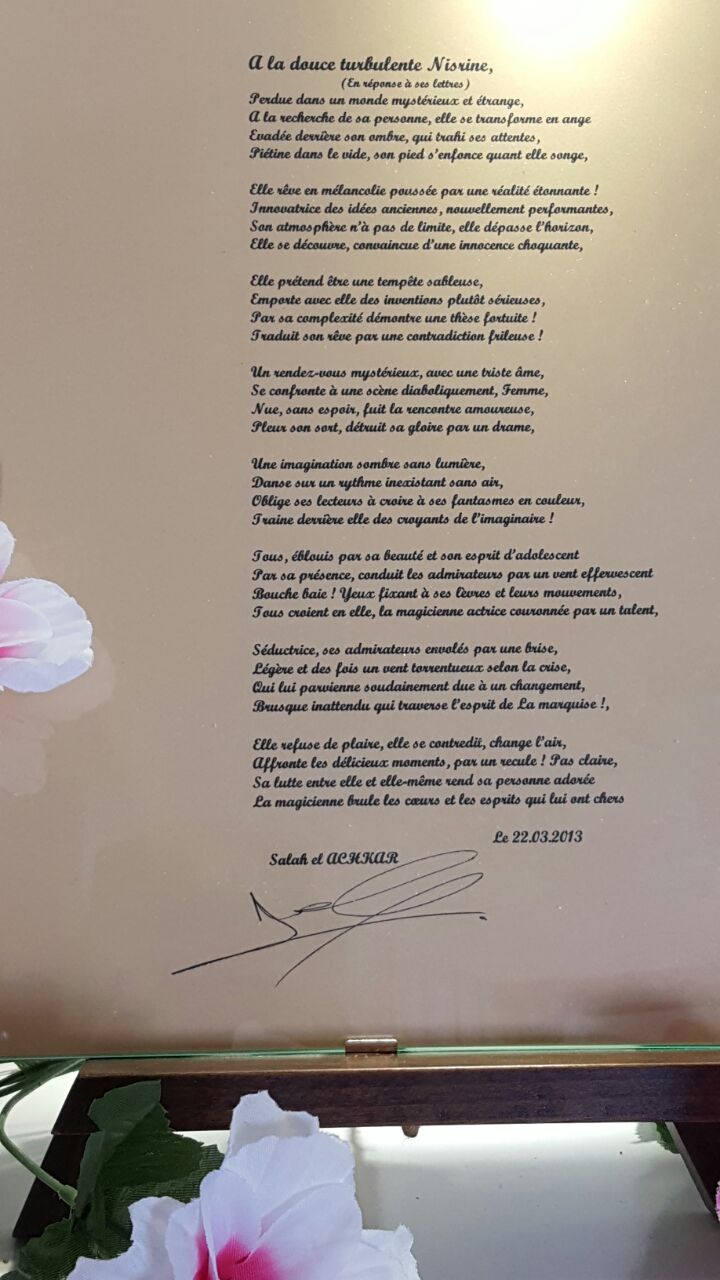 A la douce turbulente Nisrine,
(En réponse à ses lettres)
Perdue dans un monde mystérieux et étrange,
A la recherche de sa personne, elle se transforme en ange
Evadée derrière son ombre, qui trahi ses attentes,
Piétine dans le vide, son pied s'enfonce quant elle songe,
Elle rêve en mélancolie poussée par une réalité étonnante !
Innovatrice des idées anciennes, nouvellement performantes,
Son atmosphère n'à pas de limite, elle dépasse l'horizon,
Elle se découvre, convaincue d'une innocence choquante,
Elle prétend être une tempête sableuse,
Emporte avec elle des inventions plutôt sérieuses,
Par sa complexité démontre une thèse fortuite !
Traduit son rêve par une contradiction frileuse !
Un rendez-vous mystérieux, avec une triste âme,
Se confronte à une scène diaboliquement, Femme,
Nue, sans espoir, fuit la rencontre amoureuse,
Pleur son sort, détruit sa gloire par un drame,
Une imagination sombre sans lumière,
Danse sur un rythme inexistant sans air,
Oblige ses lecteurs à croire à ses fantasmes en couleur,
Traine derrière elle des croyants de l'imaginaire !
Tous, éblouis par sa beauté et son esprit d'adolescent
Par sa présence, conduit les admirateurs par un vent effervescent
Bouche baie ! Yeux fixant à ses lèvres et leurs mouvements,
Tous croient en elle, la magicienne actrice couronnée par un talent,
Séductrice, ses admirateurs envolés par une brise,
Légère et des fois un vent torrentueux selon la crise,
Qui lui parvienne soudainement due à un changement,
Brusque inattendu qui traverse l'esprit de La marquise !,
Elle refuse de plaire, elle se contredit, change l'air,
Affronte les délicieux moments, par un recule ! Pas claire,
Sa lutte entre elle et elle-même rend sa personne adorée
La magicienne brule les cœurs et les esprits qui lui ont chers
Le 22.03.2013
Salah el ACHKAR